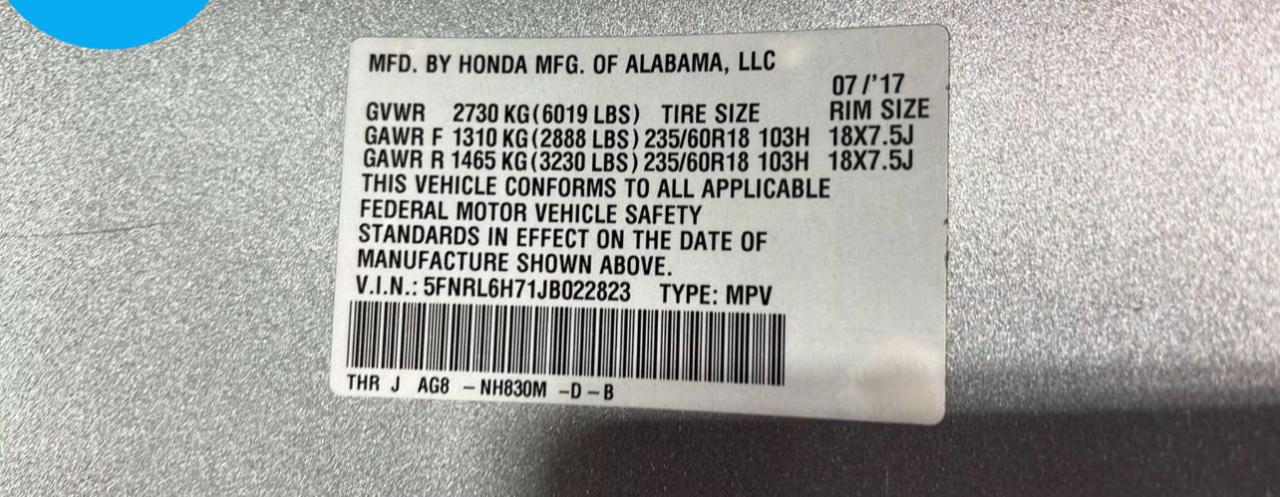 MFD. BY HONDA MFG. OF ALABAMA, LLC
07/'17
GVWR 2730 KG(6019 LBS) TIRE SIZE RIM SIZE
GAWR F 1310 KG(2888 LBS) 235/60R18 103H 18X7.5J
GAWR R 1465 KG(3230 LBS) 235/60R18 103H 18X7.5J
THIS VEHICLE CONFORMS TO ALL APPLICABLE
FEDERAL MOTOR VEHICLE SAFETY
STANDARDS IN EFFECT ON THE DATE OF
MANUFACTURE SHOWN ABOVE.
V.I.N.: 5FNRL6H71JB022823 TYPE: MPV
THR J AG8 – NH830M –D – B